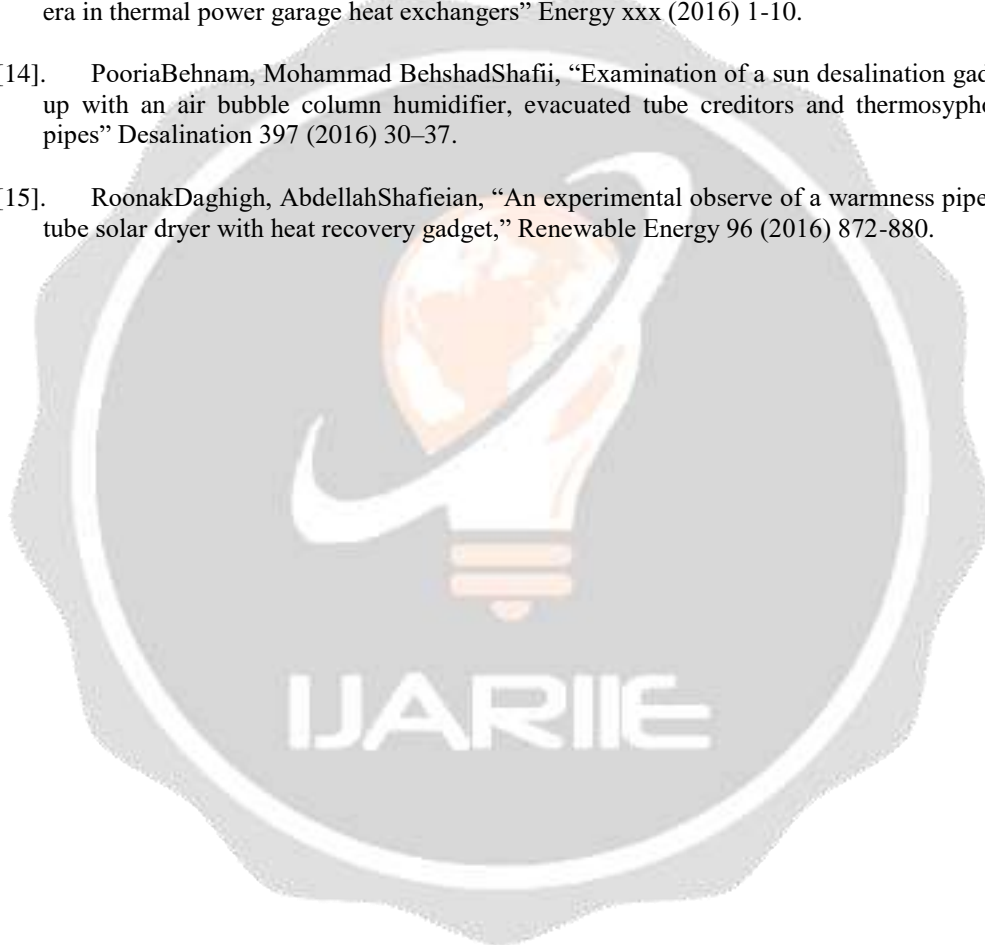 era in thermal power garage heat exchangers” Energy xxx (2016) 1-10.
[14]. PooriaBehnam, Mohammad BehshadShafii, “Examination of a sun desalination
up with an air bubble column humidifier, evacuated tube creditors and
pipes” Desalination 397 (2016) 30–37.
[15]. RoonakDaghigh, AbdellahShafieian, “An experimental observe of a warmness pipe
tube solar dryer with heat recovery gadget,” Renewable Energy 96 (2016) 872-880.
IJARIIE